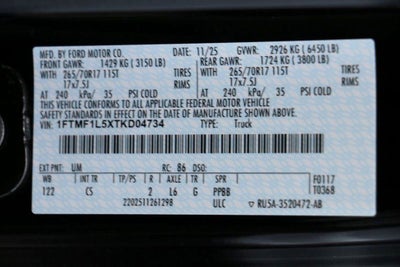 MFD. BY FORD MOTOR CO. DATE: 11/25 GVWR: 2926 KG ( 6450 LB)
FRONT GAWR: 1429 KG ( 3150 LB) REAR GAWR: 1724 KG ( 3800 LB)
WITH 265/70R17 115T TIRES WITH 265/70R17 115T TIRES
17x7.5J RIMS 17x7.5J RIMS
AT 240 kPa/ 35 PSI COLD AT 240 kPa/ 35 PSI COLD
THIS VEHICLE CONFORMS TO ALL APPLICABLE FEDERAL MOTOR VEHICLE
SAFETY STANDARDS IN EFFECT ON THE DATE OF MANUFACTURE SHOWN ABOVE.
VIN: 1FTMF1L5XTKD04734 TYPE: Truck
EXT PNT: UM RC: 86 DSO:
WB INT TR TP/PS R AXLE TR SPR F0117
122 CS 2 L6 G PPBB T0368
2202511261298 ULC RU5A-3520472-AB